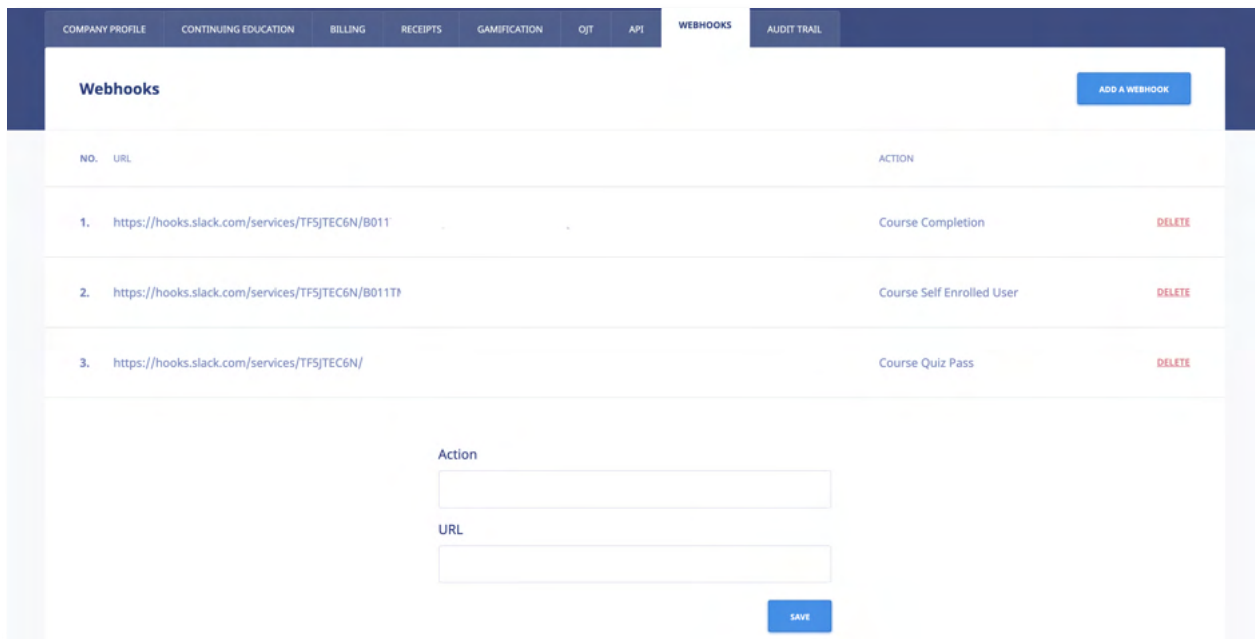 COMPANY PROFILE CONTINUING EDUCATION BILLING RECEIPTS GAMIFICATION OJT API WEBHOOKS AUDIT TRAIL
Webhooks ADD A WEBHOOK
NO. URL ACTION
1. https://hooks.slack.com/services/TF5JTEC6N/B011 Course Completion DELETE
2. https://hooks.slack.com/services/TF5JTEC6N/B011TM Course Self Enrolled User DELETE
3. https://hooks.slack.com/services/TF5JTEC6N/ Course Quiz Pass DELETE
Action
URL
SAVE